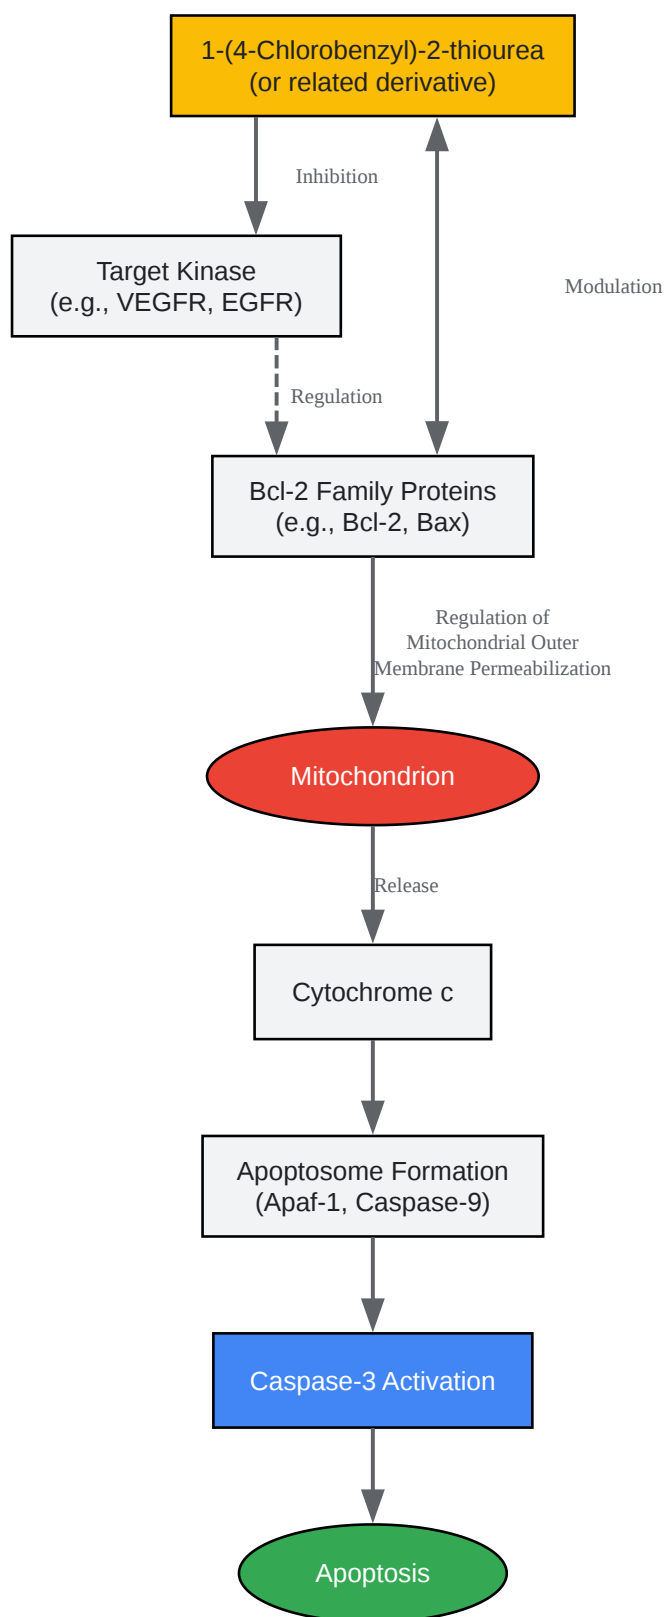 1-(4-Chlorobenzyl)-2-thiourea
(or related derivative)
Inhibition
Target Kinase
(e.g., VEGFR, EGFR)
Modulation
Regulation
Bcl-2 Family Proteins
(e.g., Bcl-2, Bax)
Regulation of
Mitochondrial Outer
Membrane Permeabilization
Mitochondrion
Release
Cytochrome c
Apoptosome Formation
(Apaf-1, Caspase-9)
Caspase-3 Activation
Apoptosis